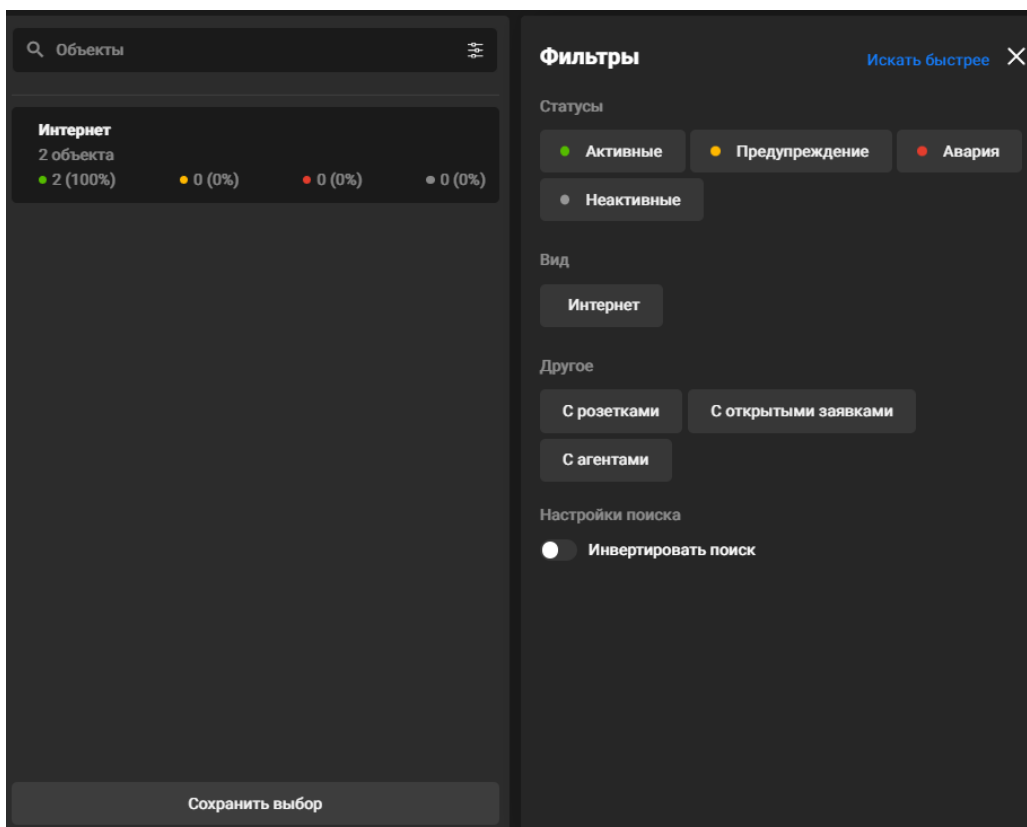 Объекты
Интернет
2 объекта
2 (100%) 0 (0%) 0 (0%) 0 (0%)
Сохранить выбор
Фильтры Искать быстрее
Статусы
Активные Предупреждение Авария
Неактивные
Вид
Интернет
Другое
С розетками С открытыми заявками
С агентами
Настройки поиска
Инвертировать поиск